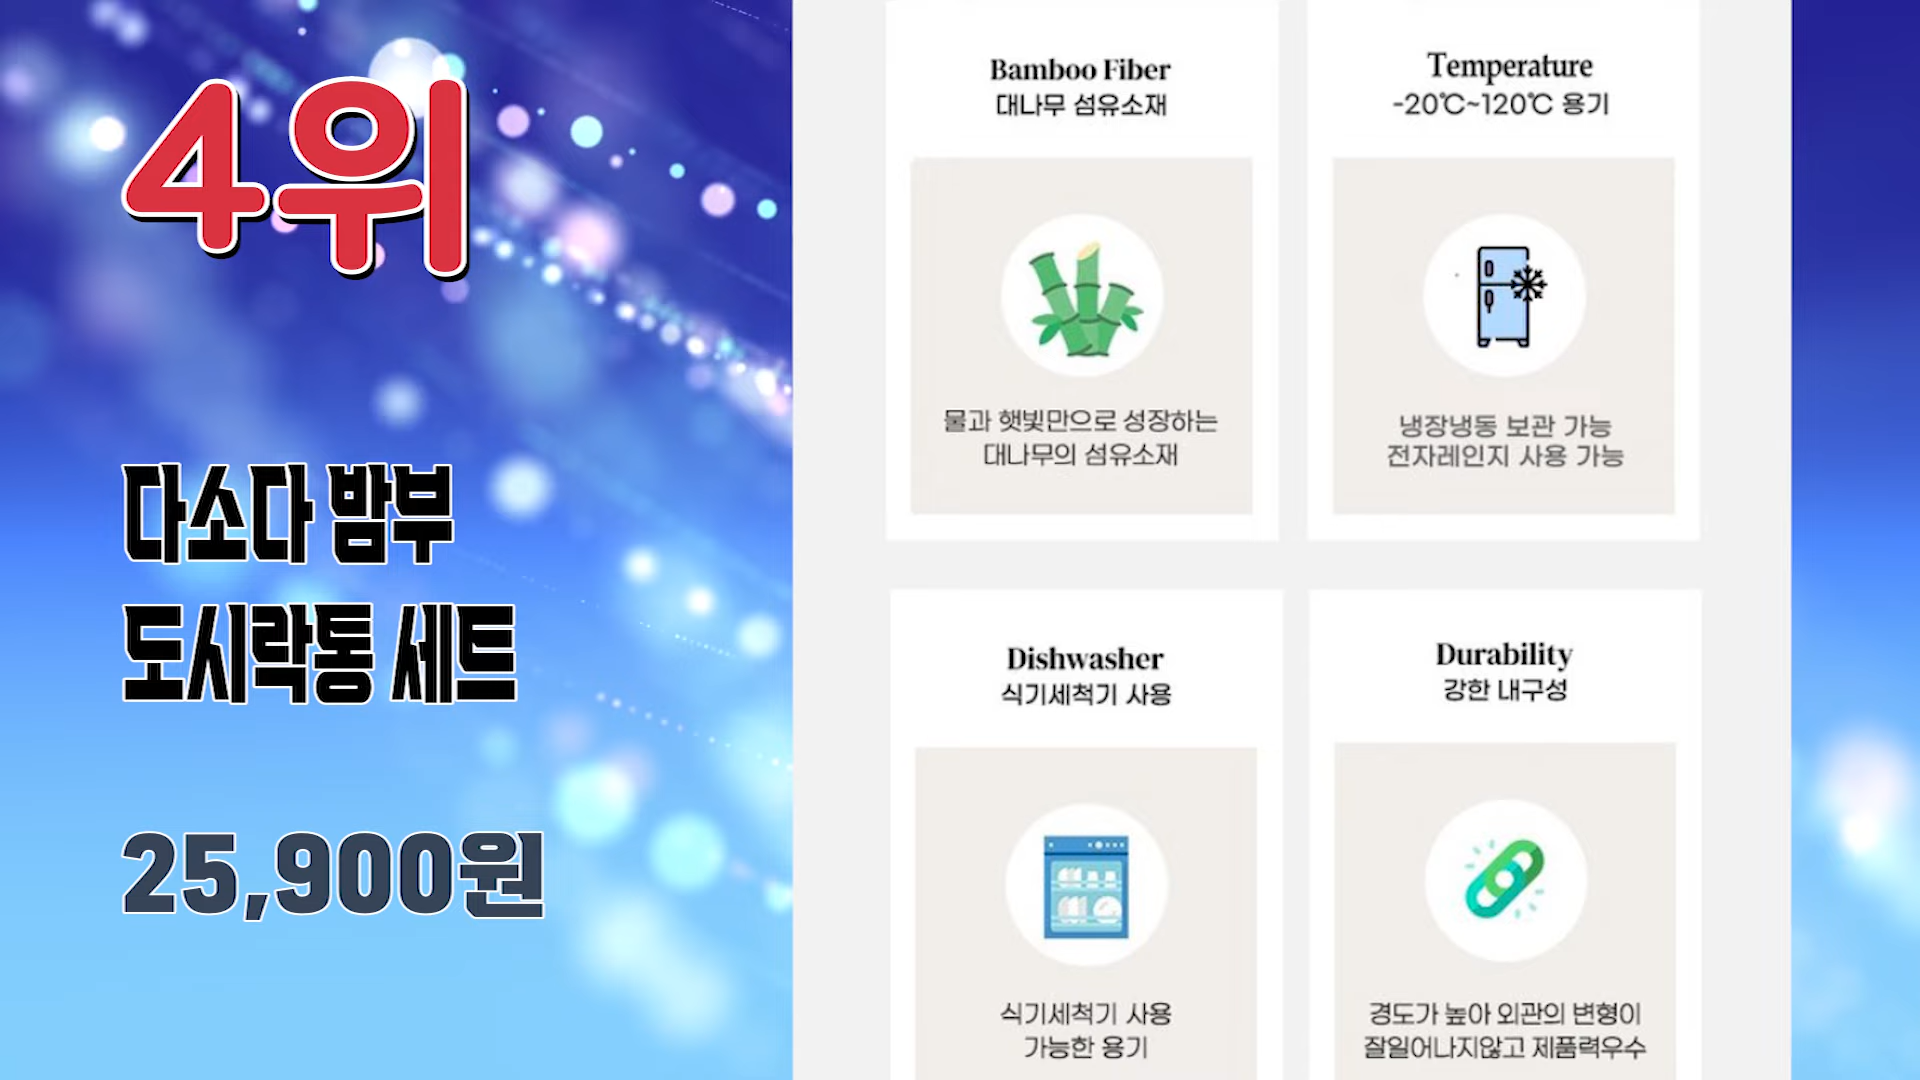 4위
다소다 밤부
도시락통 세트
25,900원
Bamboo Fiber
대나무 섬유소재
물과 햇빛만으로 성장하는
대나무의 섬유소재
Temperature
-20℃~120℃ 용기
냉장냉동 보관 가능
전자레인지 사용 가능
Dishwasher
식기세척기 사용
식기세척기 사용
가능한 용기
Durability
강한 내구성
경도가 높아 외관의 변형이
잘일어나지않고 제품력우수